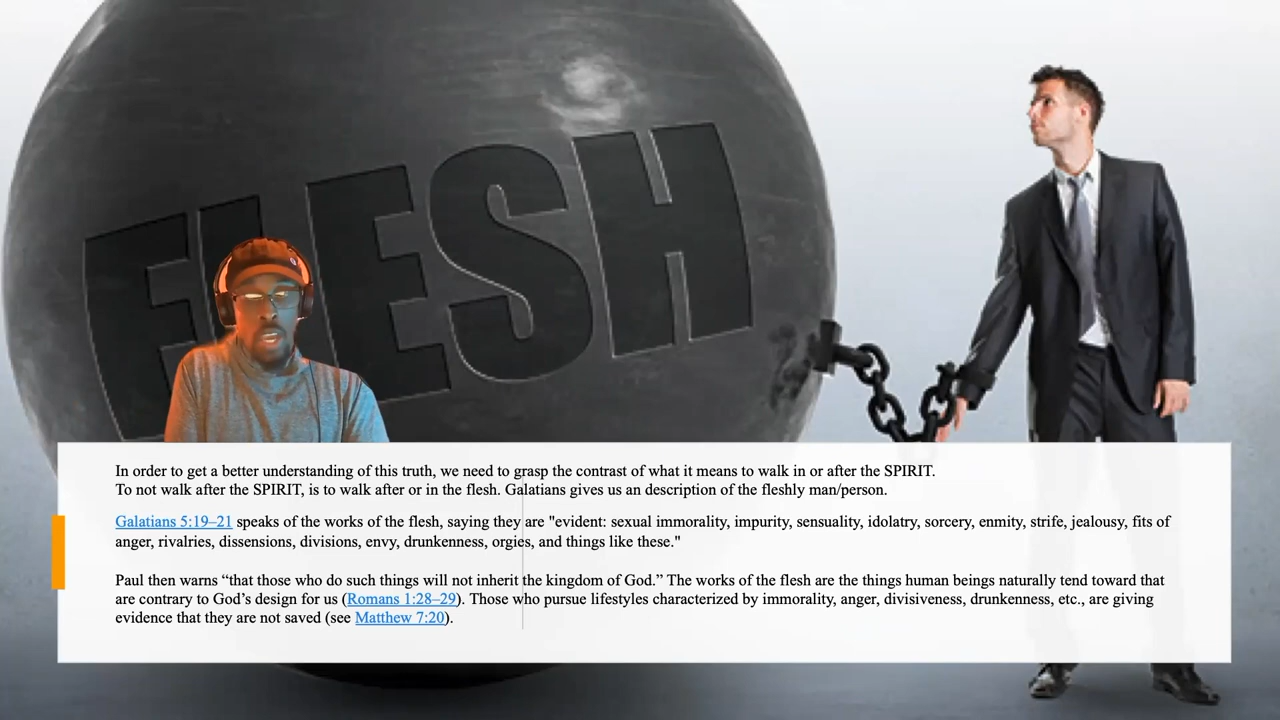 FLESH
In order to get a better understanding of this truth, we need to grasp the contrast of what it means to walk in or after the SPIRIT.
To not walk after the SPIRIT, is to walk after or in the flesh. Galatians gives us an description of the fleshly man/person.
Galatians 5:19–21 speaks of the works of the flesh, saying they are "evident: sexual immorality, impurity, sensuality, idolatry, sorcery, enmity, strife, jealousy, fits of
anger, rivalries, dissensions, divisions, envy, drunkenness, orgies, and things like these."
Paul then warns “that those who do such things will not inherit the kingdom of God.” The works of the flesh are the things human beings naturally tend toward that
are contrary to God’s design for us (Romans 1:28–29). Those who pursue lifestyles characterized by immorality, anger, divisiveness, drunkenness, etc., are giving
evidence that they are not saved (see Matthew 7:20).